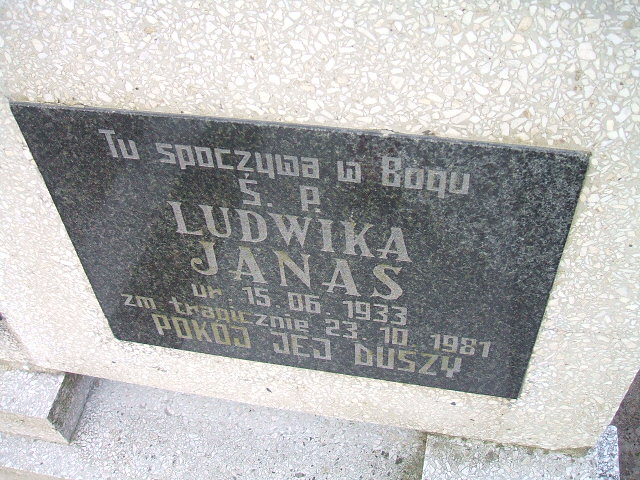 Tu spoczywa w Bogu
Ś. P.
LUDWIKA
JANAS
ur. 15. 06. 1933
zm. tragicznie 23. 10. 1981
POKÓJ JEJ DUSZY